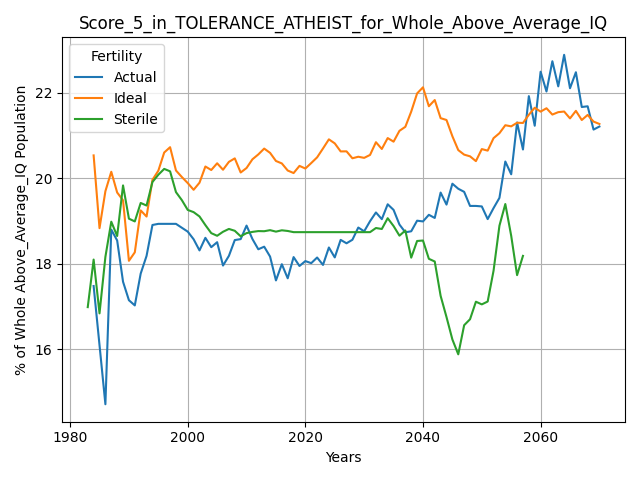 Score_5_in_TOLERANCE_ATHEIST_for_Whole_Above_Average_IQ
Fertility
Actual
Ideal
Sterile
% of Whole Above_Average_IQ Population
22
20
18
16
1980
2000
2020
2040
2060
Years